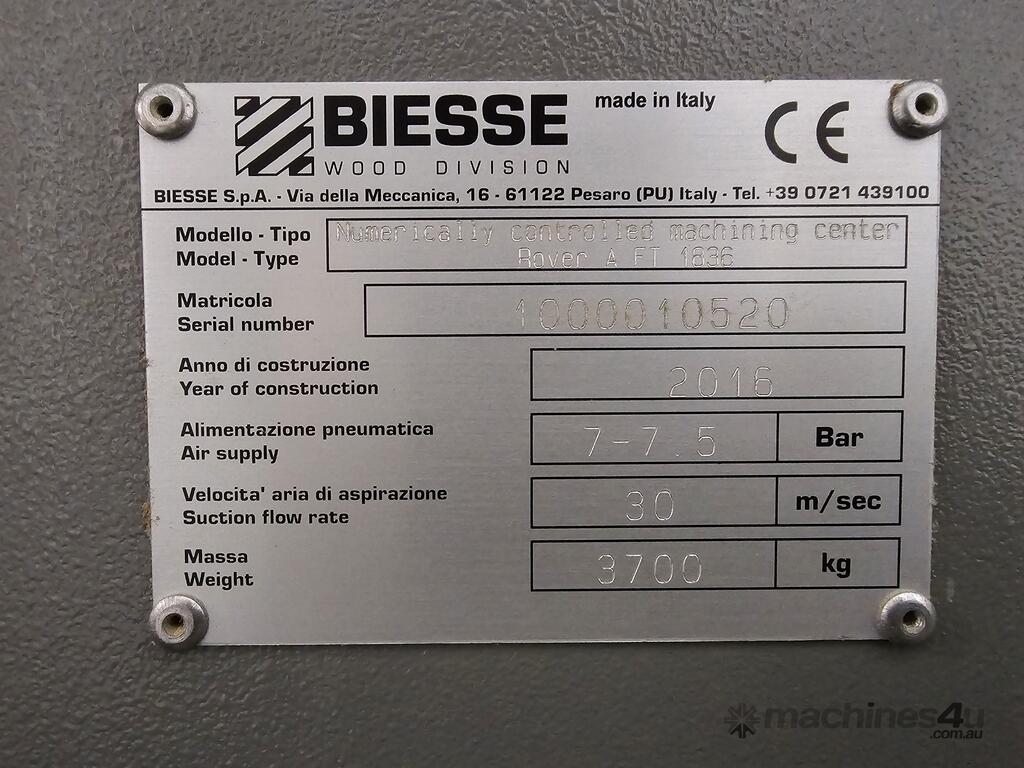 BIESSE
WOOD DIVISION
made in Italy
CE
BIESSE S.p.A. - Via della Meccanica, 16 - 61122 Pesaro (PU) Italy - Tel. +39 0721 439100
Modello - Tipo
Model - Type
Numerically controlled machining center
Rover A FT 1836
Matricola
Serial number
1000010520
Anno di costruzione
Year of construction
2016
Alimentazione pneumatica
Air supply
7-7.5 Bar
Velocita' aria di aspirazione
Suction flow rate
30 m/sec
Massa
Weight
3700 kg
machines4u
.com.au